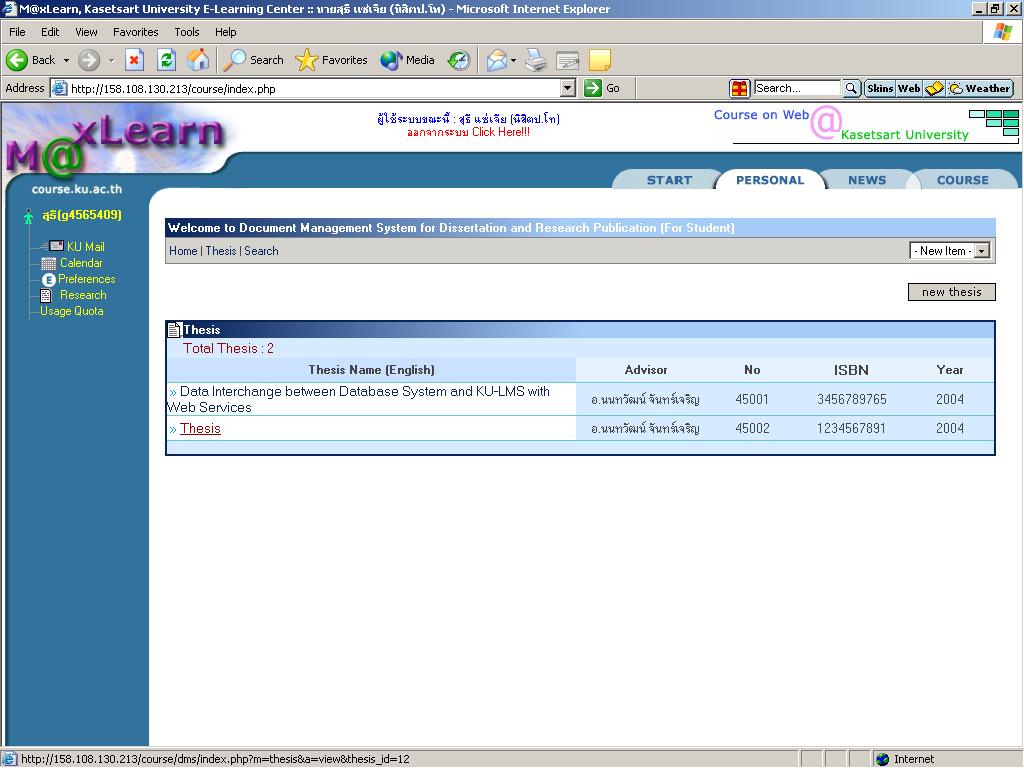 M@xLearn, Kasetsart University E-Learning Center :: นายสุธี แซ่เจีย (นิสิตป.โท) - Microsoft Internet Explorer
File Edit View Favorites Tools Help
Back Search Favorites Media
Address http://158.108.130.213/course/index.php Go Search... Skins Web Weather
M@xLearn
course.ku.ac.th
ผู้ใช้ระบบขณะนี้ : สุธี แซ่เจีย (นิสิตป.โท)
ออกจากระบบ Click Here!!!
Course on Web @ Kasetsart University
START PERSONAL NEWS COURSE
สุธี(g4565409)
KU Mail
Calendar
Preferences
Research
Usage Quota
Welcome to Document Management System for Dissertation and Research Publication (For Student)
Home | Thesis | Search - New Item -
new thesis
Thesis
Total Thesis : 2
Thesis Name (English) Advisor No ISBN Year
» Data Interchange between Database System and KU-LMS with
Web Services อ.นนทวัฒน์ จันทร์เจริญ 45001 3456789765 2004
» Thesis อ.นนทวัฒน์ จันทร์เจริญ 45002 1234567891 2004
http://158.108.130.213/course/dms/index.php?m=thesis&a=view&thesis_id=12 Internet